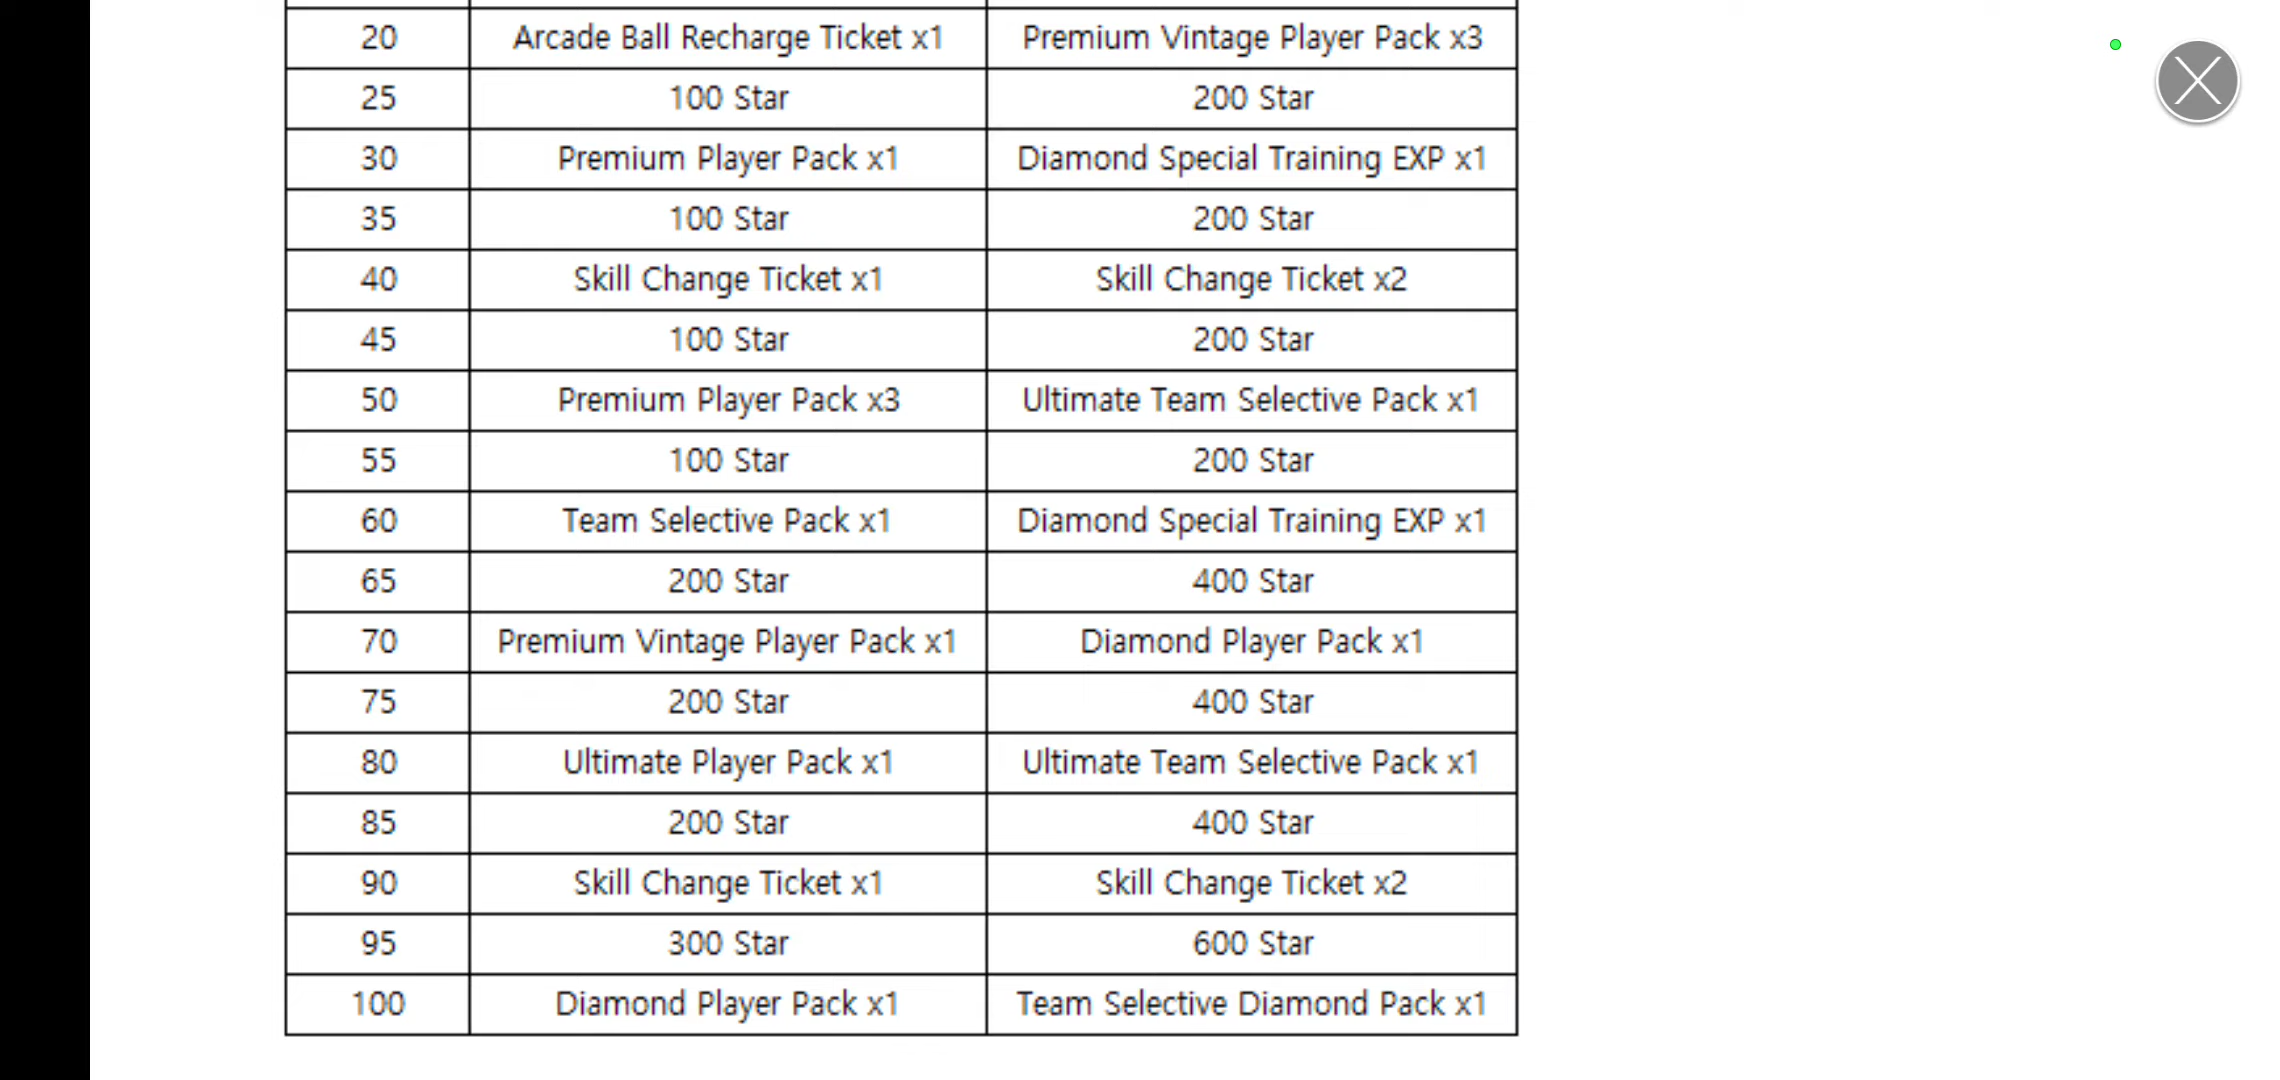 20 Arcade Ball Recharge Ticket x1 Premium Vintage Player Pack x3
25 100 Star 200 Star
30 Premium Player Pack x1 Diamond Special Training EXP x1
35 100 Star 200 Star
40 Skill Change Ticket x1 Skill Change Ticket x2
45 100 Star 200 Star
50 Premium Player Pack x3 Ultimate Team Selective Pack x1
55 100 Star 200 Star
60 Team Selective Pack x1 Diamond Special Training EXP x1
65 200 Star 400 Star
70 Premium Vintage Player Pack x1 Diamond Player Pack x1
75 200 Star 400 Star
80 Ultimate Player Pack x1 Ultimate Team Selective Pack x1
85 200 Star 400 Star
90 Skill Change Ticket x1 Skill Change Ticket x2
95 300 Star 600 Star
100 Diamond Player Pack x1 Team Selective Diamond Pack x1